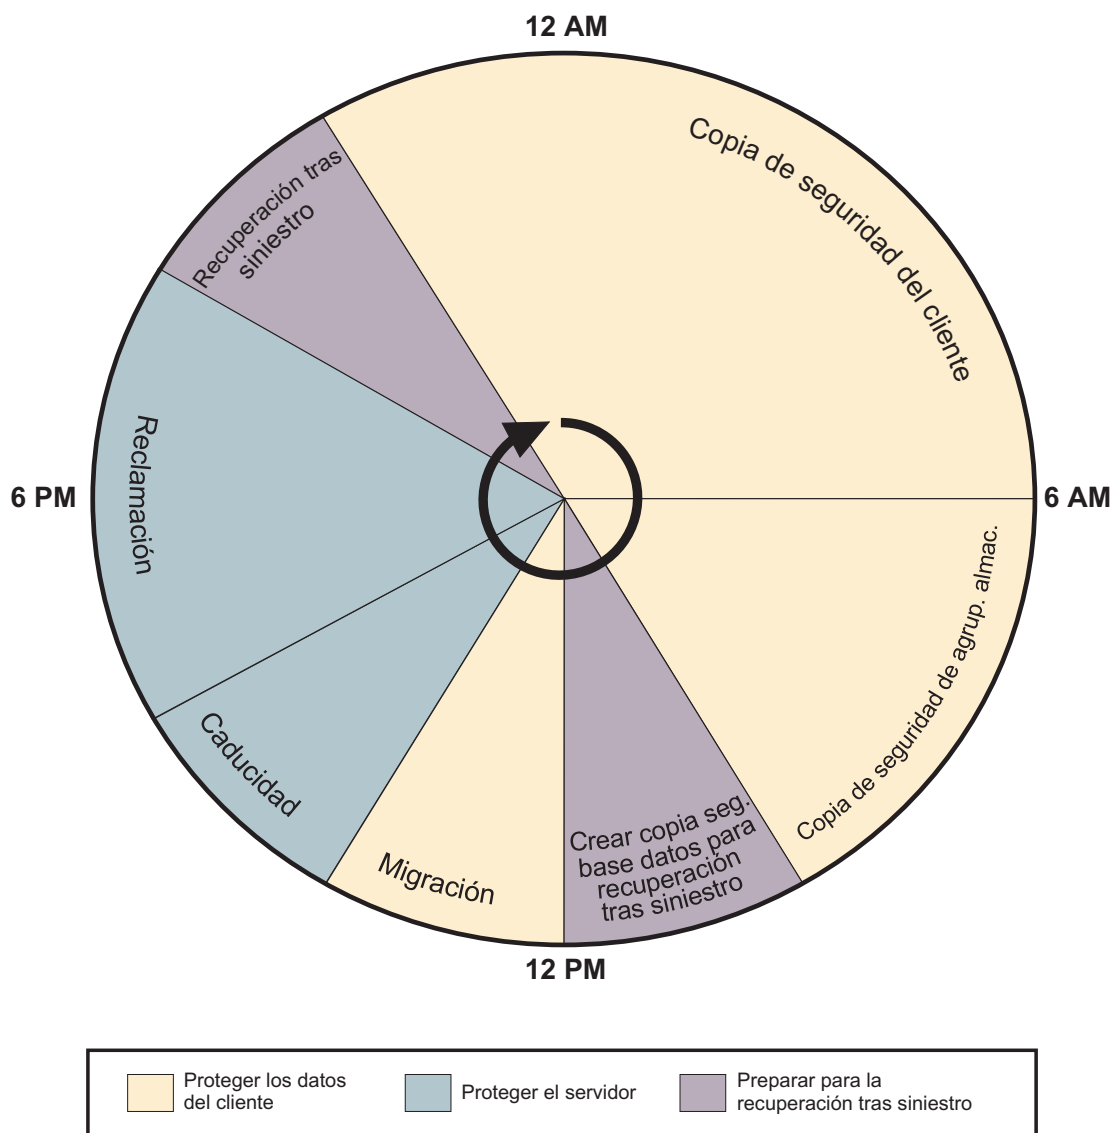 12 AM
Copia de seguridad del cliente
6 AM
Copia de seguridad de agrup. almac.
Crear copia seg.
base datos para
recuperación
tras siniestro
12 PM
Migración
Caducidad
Reclamación
6 PM
Recuperación tras
siniestro
Proteger los datos
del cliente
Proteger el servidor
Preparar para la
recuperación tras siniestro